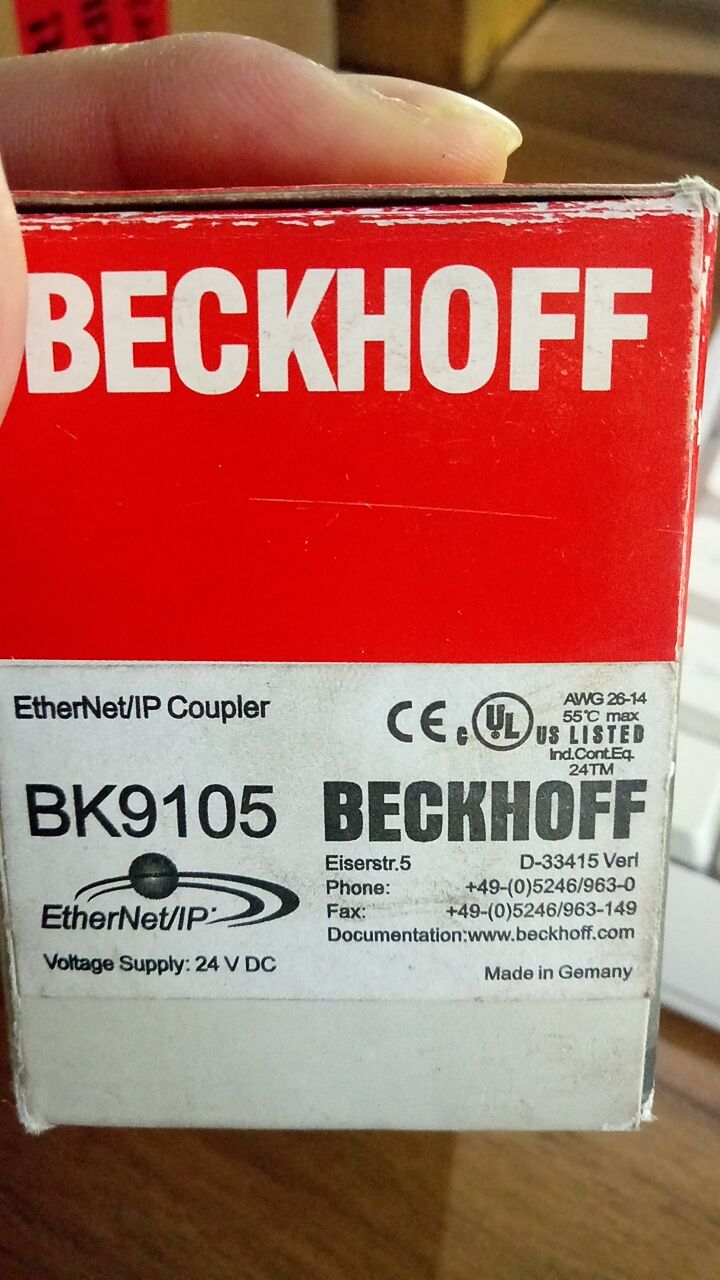 BECKHOFF
EtherNet/IP Coupler
CE c UL US LISTED
AWG 26-14
55°C max
Ind.Cont.Eq.
24TM
BK9105
BECKHOFF
Eiserstr.5 D-33415 Verl
Phone: +49-(0)5246/963-0
Fax: +49-(0)5246/963-149
Documentation:www.beckhoff.com
EtherNet/IP
Voltage Supply: 24 V DC
Made in Gemany